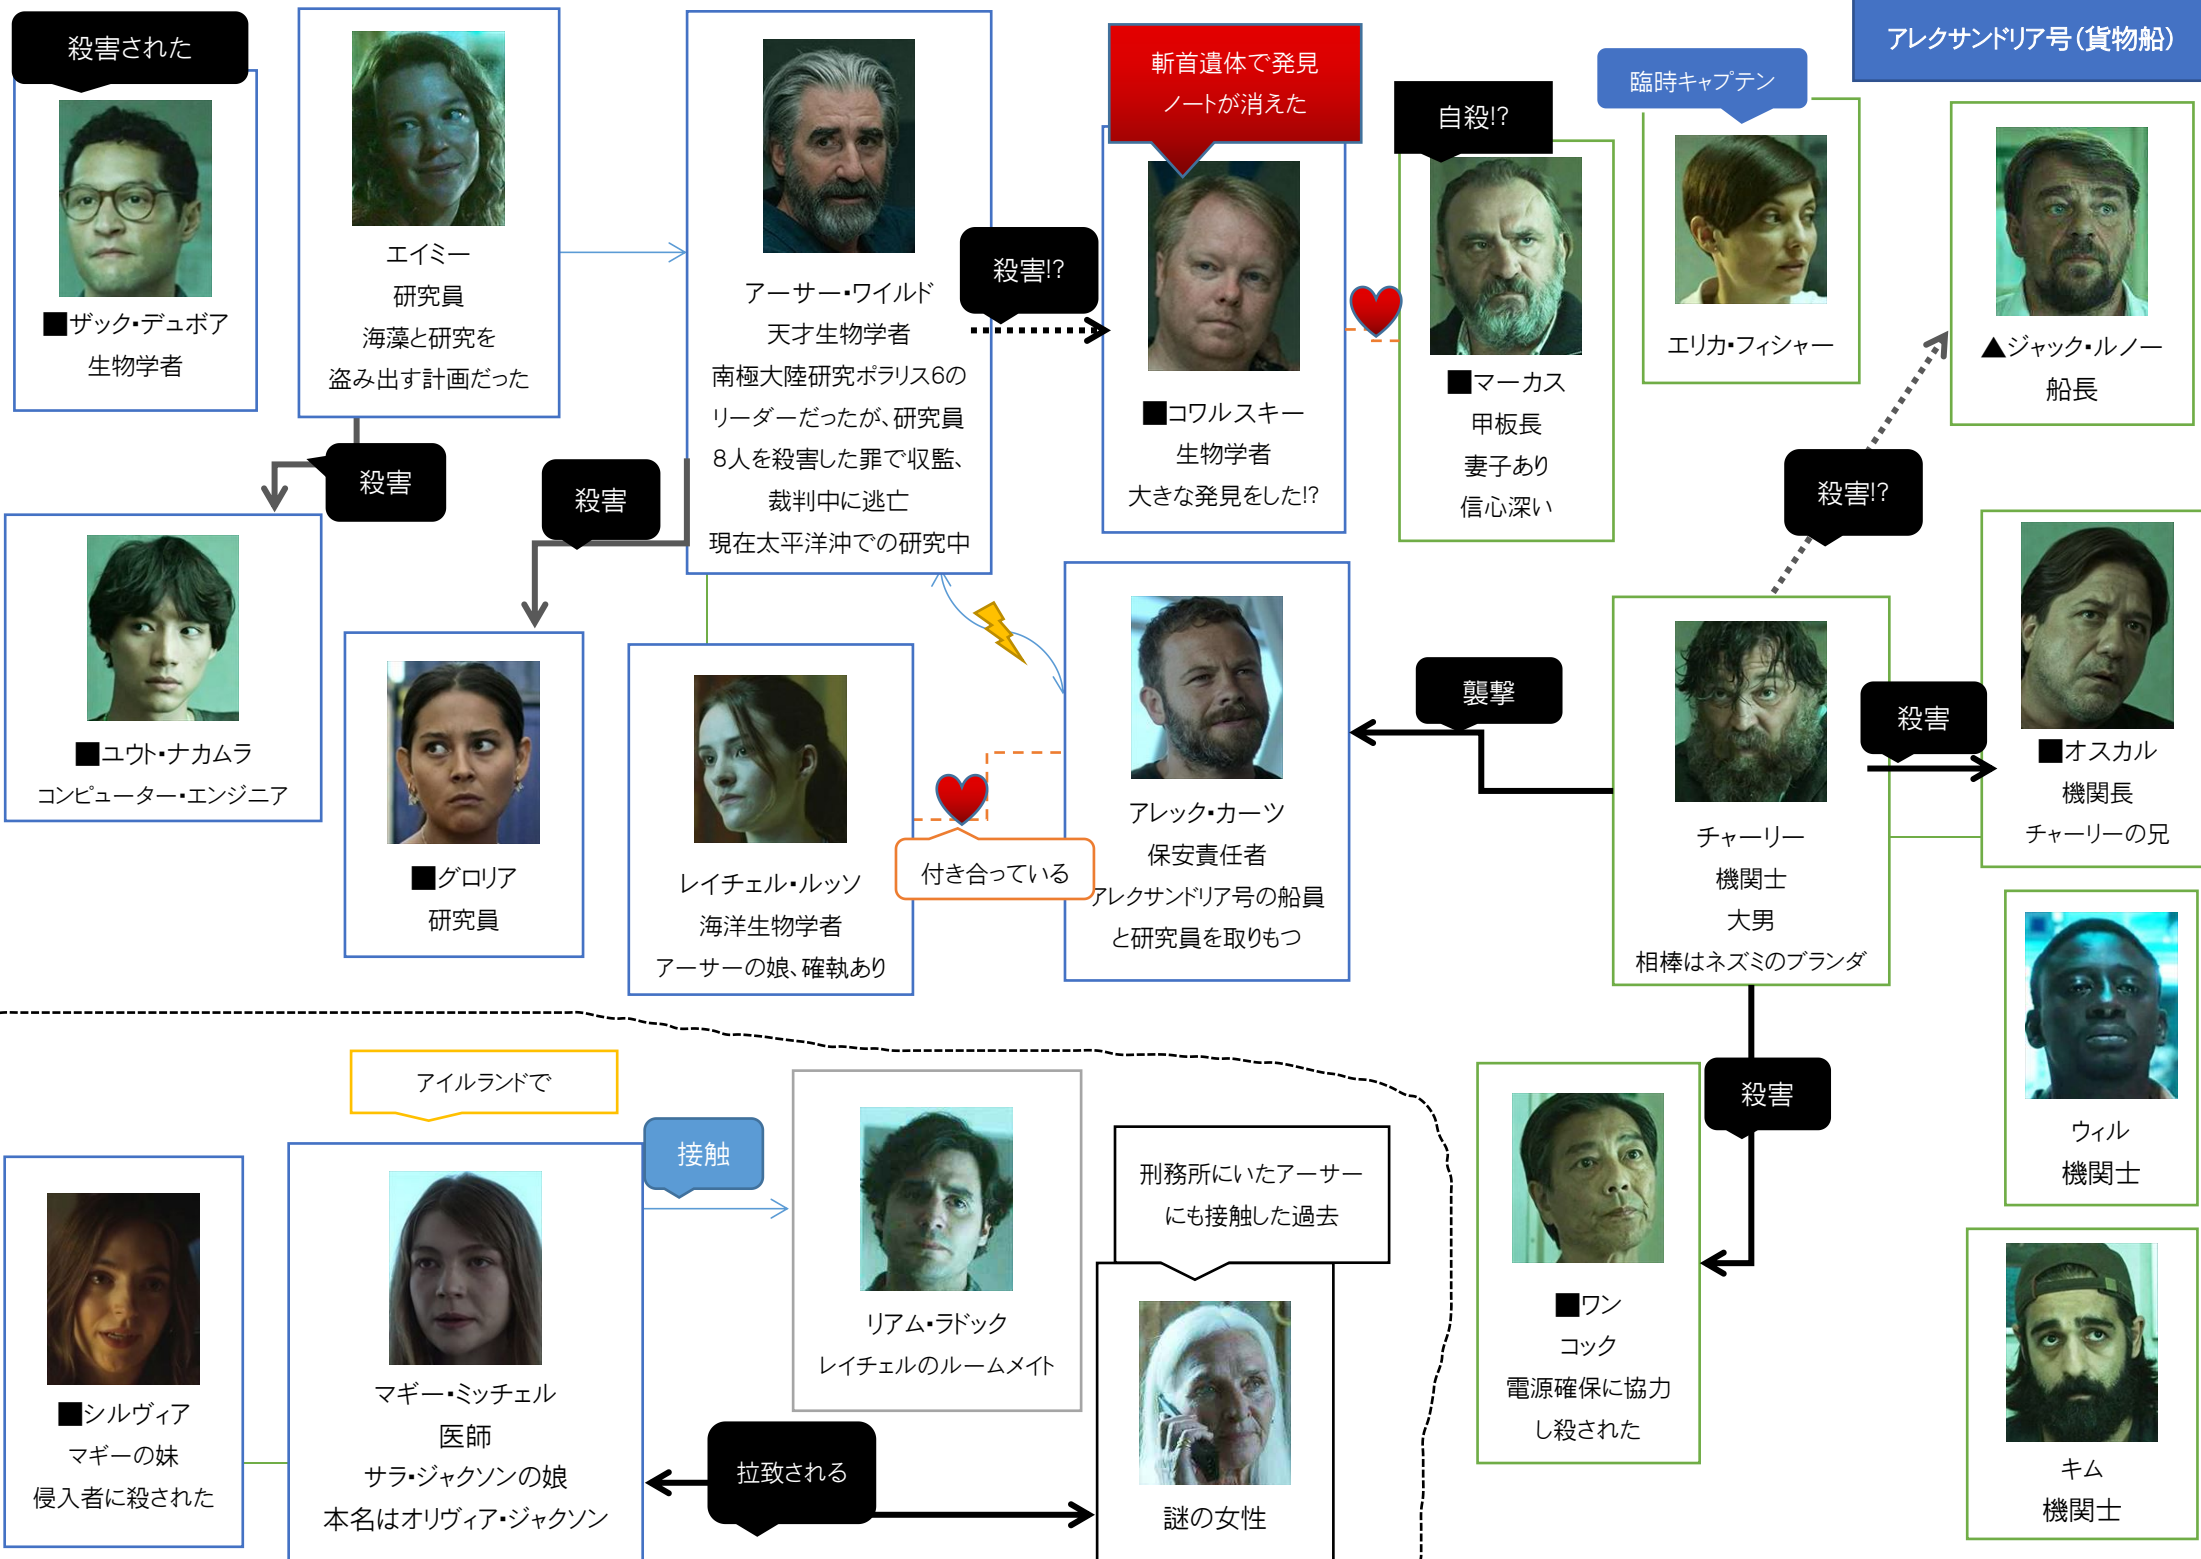 アレクサンドリア号(貨物船)
殺害された
■ザック・デュボア
生物学者
エイミー
研究員
海藻と研究を
盗み出す計画だった
アーサー・ワイルド
天才生物学者
南極大陸研究ポラリス6の
リーダーだったが、研究員
8人を殺害した罪で収監、
裁判中に逃亡
現在太平洋沖での研究中
殺害!?
斬首遺体で発見
ノートが消えた
■コワルスキー
生物学者
大きな発見をした!?
自殺!?
■マーカス
甲板長
妻子あり
信心深い
臨時キャプテン
エリカ・フィシャー
▲ジャック・ルノー
船長
殺害
殺害
殺害!?
■ユウト・ナカムラ
コンピューター・エンジニア
■グロリア
研究員
レイチェル・ルッソ
海洋生物学者
アーサーの娘、確執あり
付き合っている
アレック・カーツ
保安責任者
アレクサンドリア号の船員
と研究員を取りもつ
襲撃
チャーリー
機関士
大男
相棒はネズミのブランダ
殺害
■オスカル
機関長
チャーリーの兄
ウィル
機関士
キム
機関士
殺害
■ワン
コック
電源確保に協力
し殺された
アイルランドで
■シルヴィア
マギーの妹
侵入者に殺された
マギー・ミッチェル
医師
サラ・ジャクソンの娘
本名はオリヴィア・ジャクソン
接触
リアム・ラドック
レイチェルのルームメイト
拉致される
刑務所にいたアーサー
にも接触した過去
謎の女性